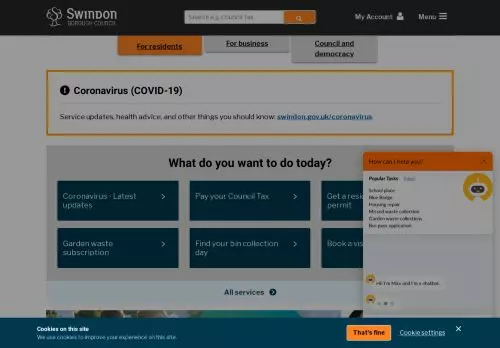 SWINDON
BOROUGH COUNCIL
Search e.g. Council Tax
My Account
Menu
For residents
For business
Council and
democracy
Coronavirus (COVID-19)
Service updates, health advice, and other things you should know: swindon.gov.uk/coronavirus
What do you want to do today?
Coronavirus - Latest
updates
Pay your Council Tax
Get a resi
permit
Garden waste
subscription
Find your bin collection
day
Book a visi
All services
How can I help you?
Popular Tasks
School place
Blue Badge
Housing repair
Missed waste collection
Garden waste collections
Bus pass application
Hi! I'm Max and I'm a chatbot.
Cookies on this site
We use cookies to improve your experience on this site.
That's fine
Cookie settings